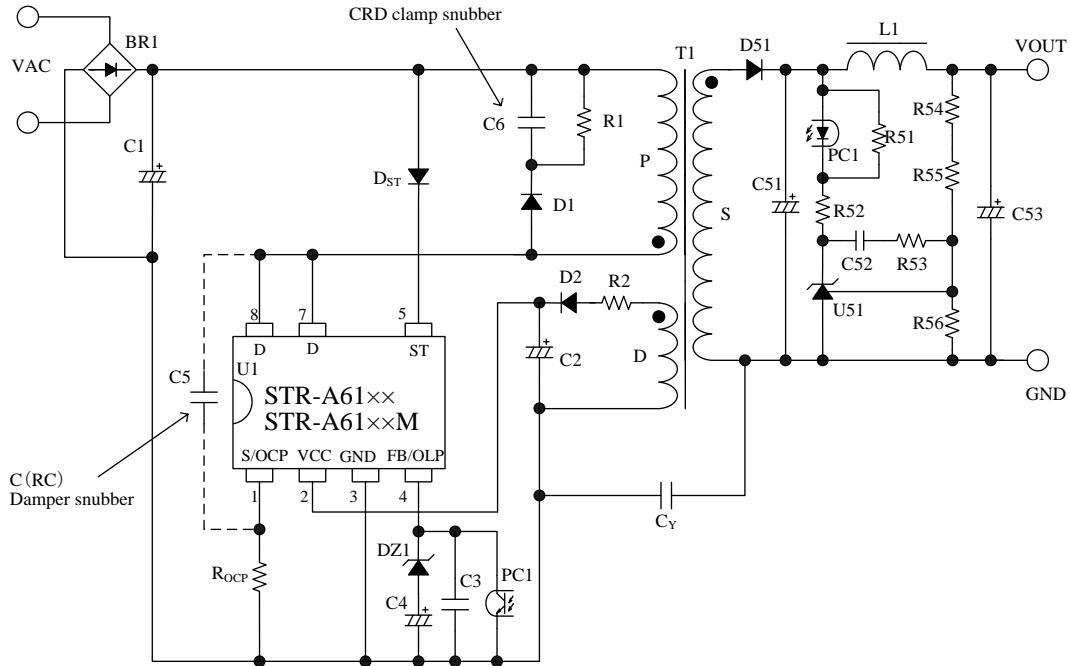 CRD clamp snubber
BR1
VAC
T1
D51
L1
VOUT
C1
C6
R1
P
R54
R51
PC1
DST
D1
C51
S
R55
R52
C53
C52
R53
D2
R2
U51
R56
8
7
5
D
D
ST
C2
D
GND
C5
U1
STR-A61××
STR-A61××M
S/OCP
VCC
GND
FB/OLP
C(RC)
Damper snubber
1
2
3
4
CY
DZ1
C3
PC1
ROCP
C4